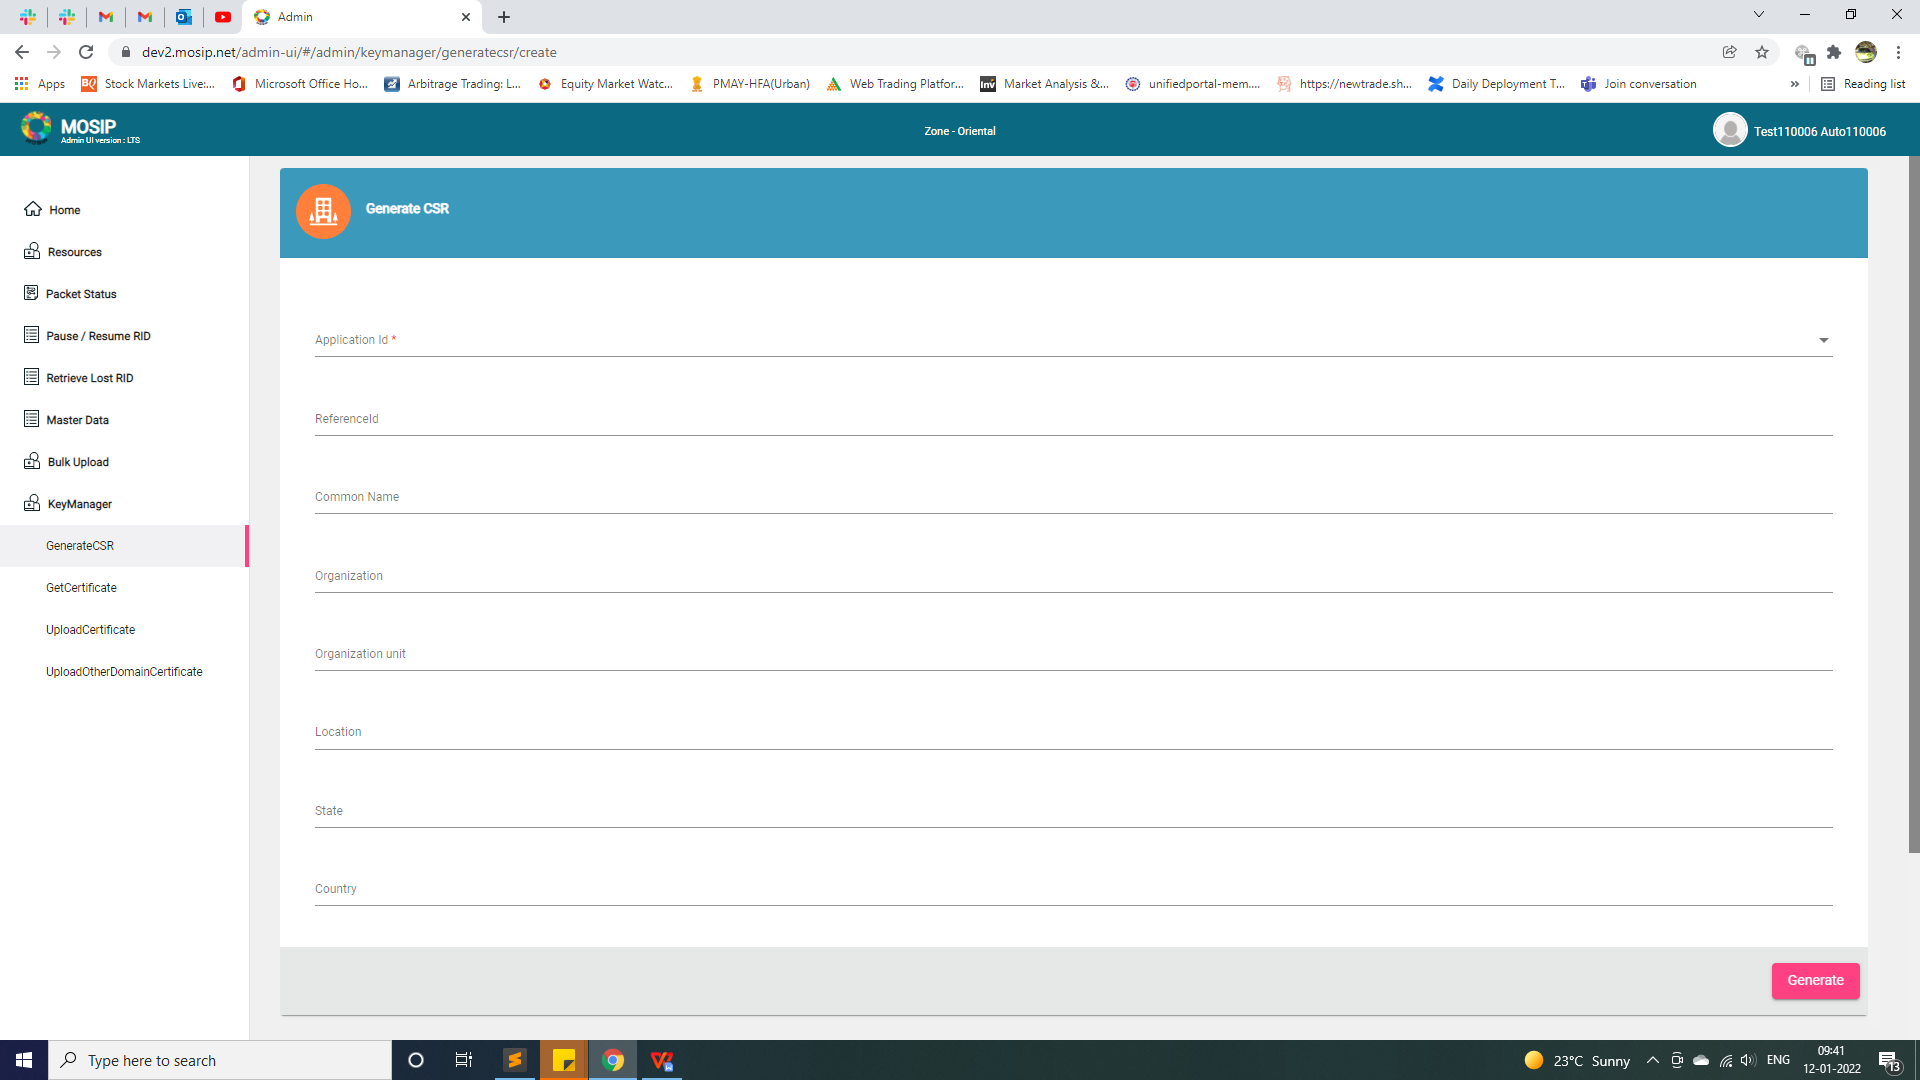 Admin
dev2.mosip.net/admin-ui/#/admin/keymanager/generatecsr/create
Apps
BQ
Stock Markets Live:...
Microsoft Office Ho...
Arbitrage Trading: L...
Equity Market Watc...
PMAY-HFA(Urban)
Web Trading Platfor...
Inv
Market Analysis &...
unifiedportal-mem....
https://newtrade.sh...
Daily Deployment T...
Join conversation
»
Reading list
MOSIP
Admin UI version : LTS
Zone - Oriental
Test110006 Auto110006
Home
Resources
Packet Status
Pause / Resume RID
Retrieve Lost RID
Master Data
Bulk Upload
KeyManager
GenerateCSR
GetCertificate
UploadCertificate
UploadOtherDomainCertificate
Generate CSR
Application Id *
ReferenceId
Common Name
Organization
Organization unit
Location
State
Country
Generate
Type here to search
23°C Sunny
ENG
09:41
12-01-2022
13